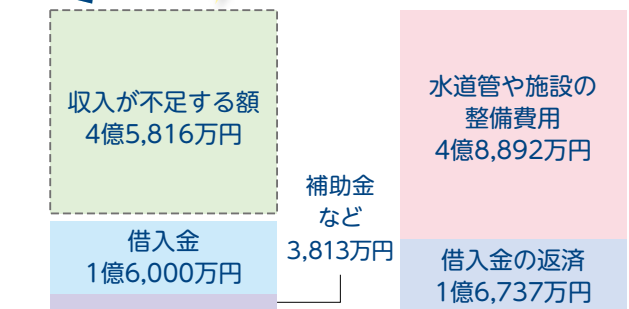 収入が不足する額
4億5,816万円
借入金
1億6,000万円
補助金
など
3,813万円
水道管や施設の
整備費用
4億8,892万円
借入金の返済
1億6,737万円